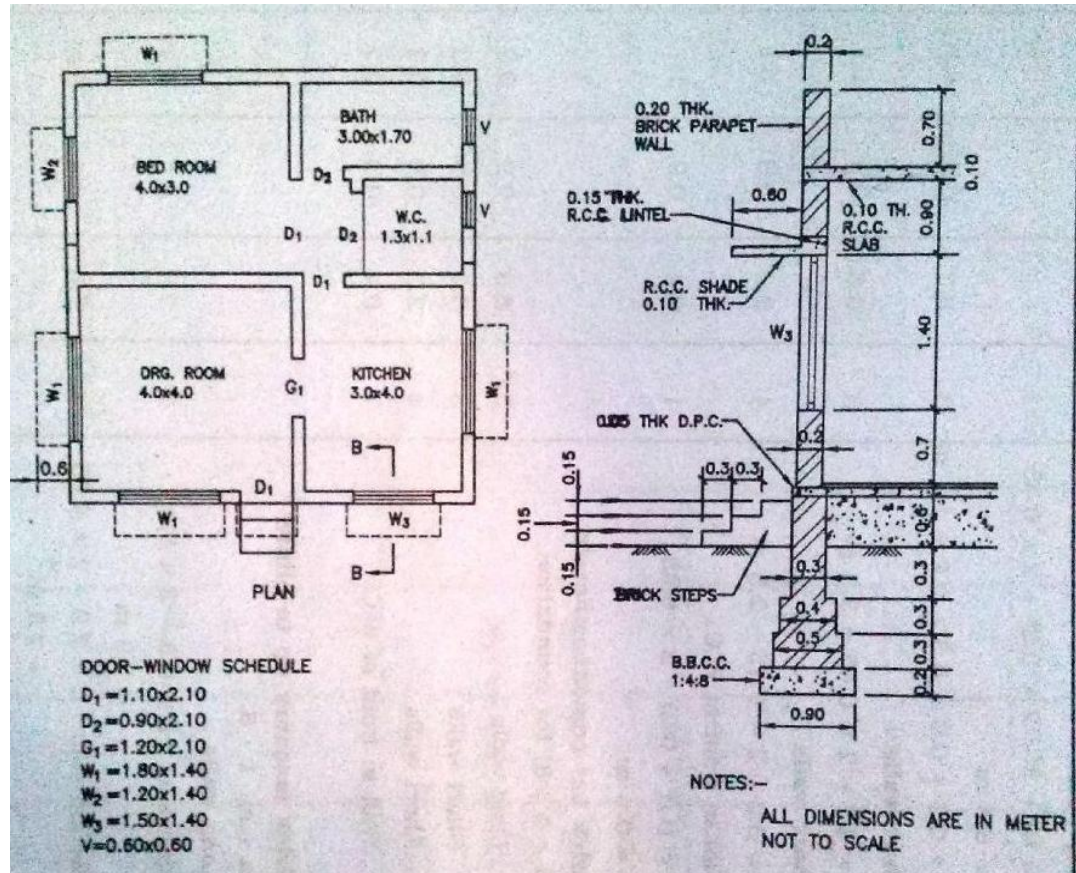 W₁
BATH
3.00x1.70
V
W₂
BED ROOM
4.0x3.0
D₂
W.C.
1.3x1.1
V
D₁
D₂
D₁
DRG. ROOM
4.0x4.0
KITCHEN
3.0x4.0
W₁
G₁
W₁
B
0.6
D₁
W₁
W₃
B
PLAN
DOOR-WINDOW SCHEDULE
D₁=1.10x2.10
D₂=0.90x2.10
G₁=1.20x2.10
W₁=1.80x1.40
W₂=1.20x1.40
W₃=1.50x1.40
V=0.60x0.60
0.2
0.20 THK.
BRICK PARAPET
WALL
0.70
0.10
0.60
0.15 THK.
R.C.C. LINTEL
0.10 TH.
R.C.C.
SLAB
0.90
R.C.C. SHADE
0.10 THK.
W₃
1.40
THK D.P.C.
0.2
0.7
0.3
0.3
0.15
0.15
0.15
0.6
0.3
0.3
BRICK STEPS
0.4
0.3
0.5
0.3
B.B.C.C.
1:4:8
0.2
0.90
NOTES:-
ALL DIMENSIONS ARE IN METER
NOT TO SCALE